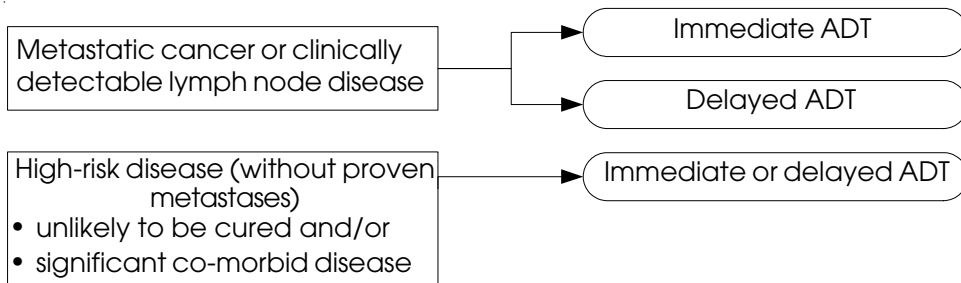 Metastatic cancer or clinically
detectable lymph node disease
Immediate ADT
Delayed ADT
High-risk disease (without proven
metastases)
• unlikely to be cured and/or
• significant co-morbid disease
Immediate or delayed ADT